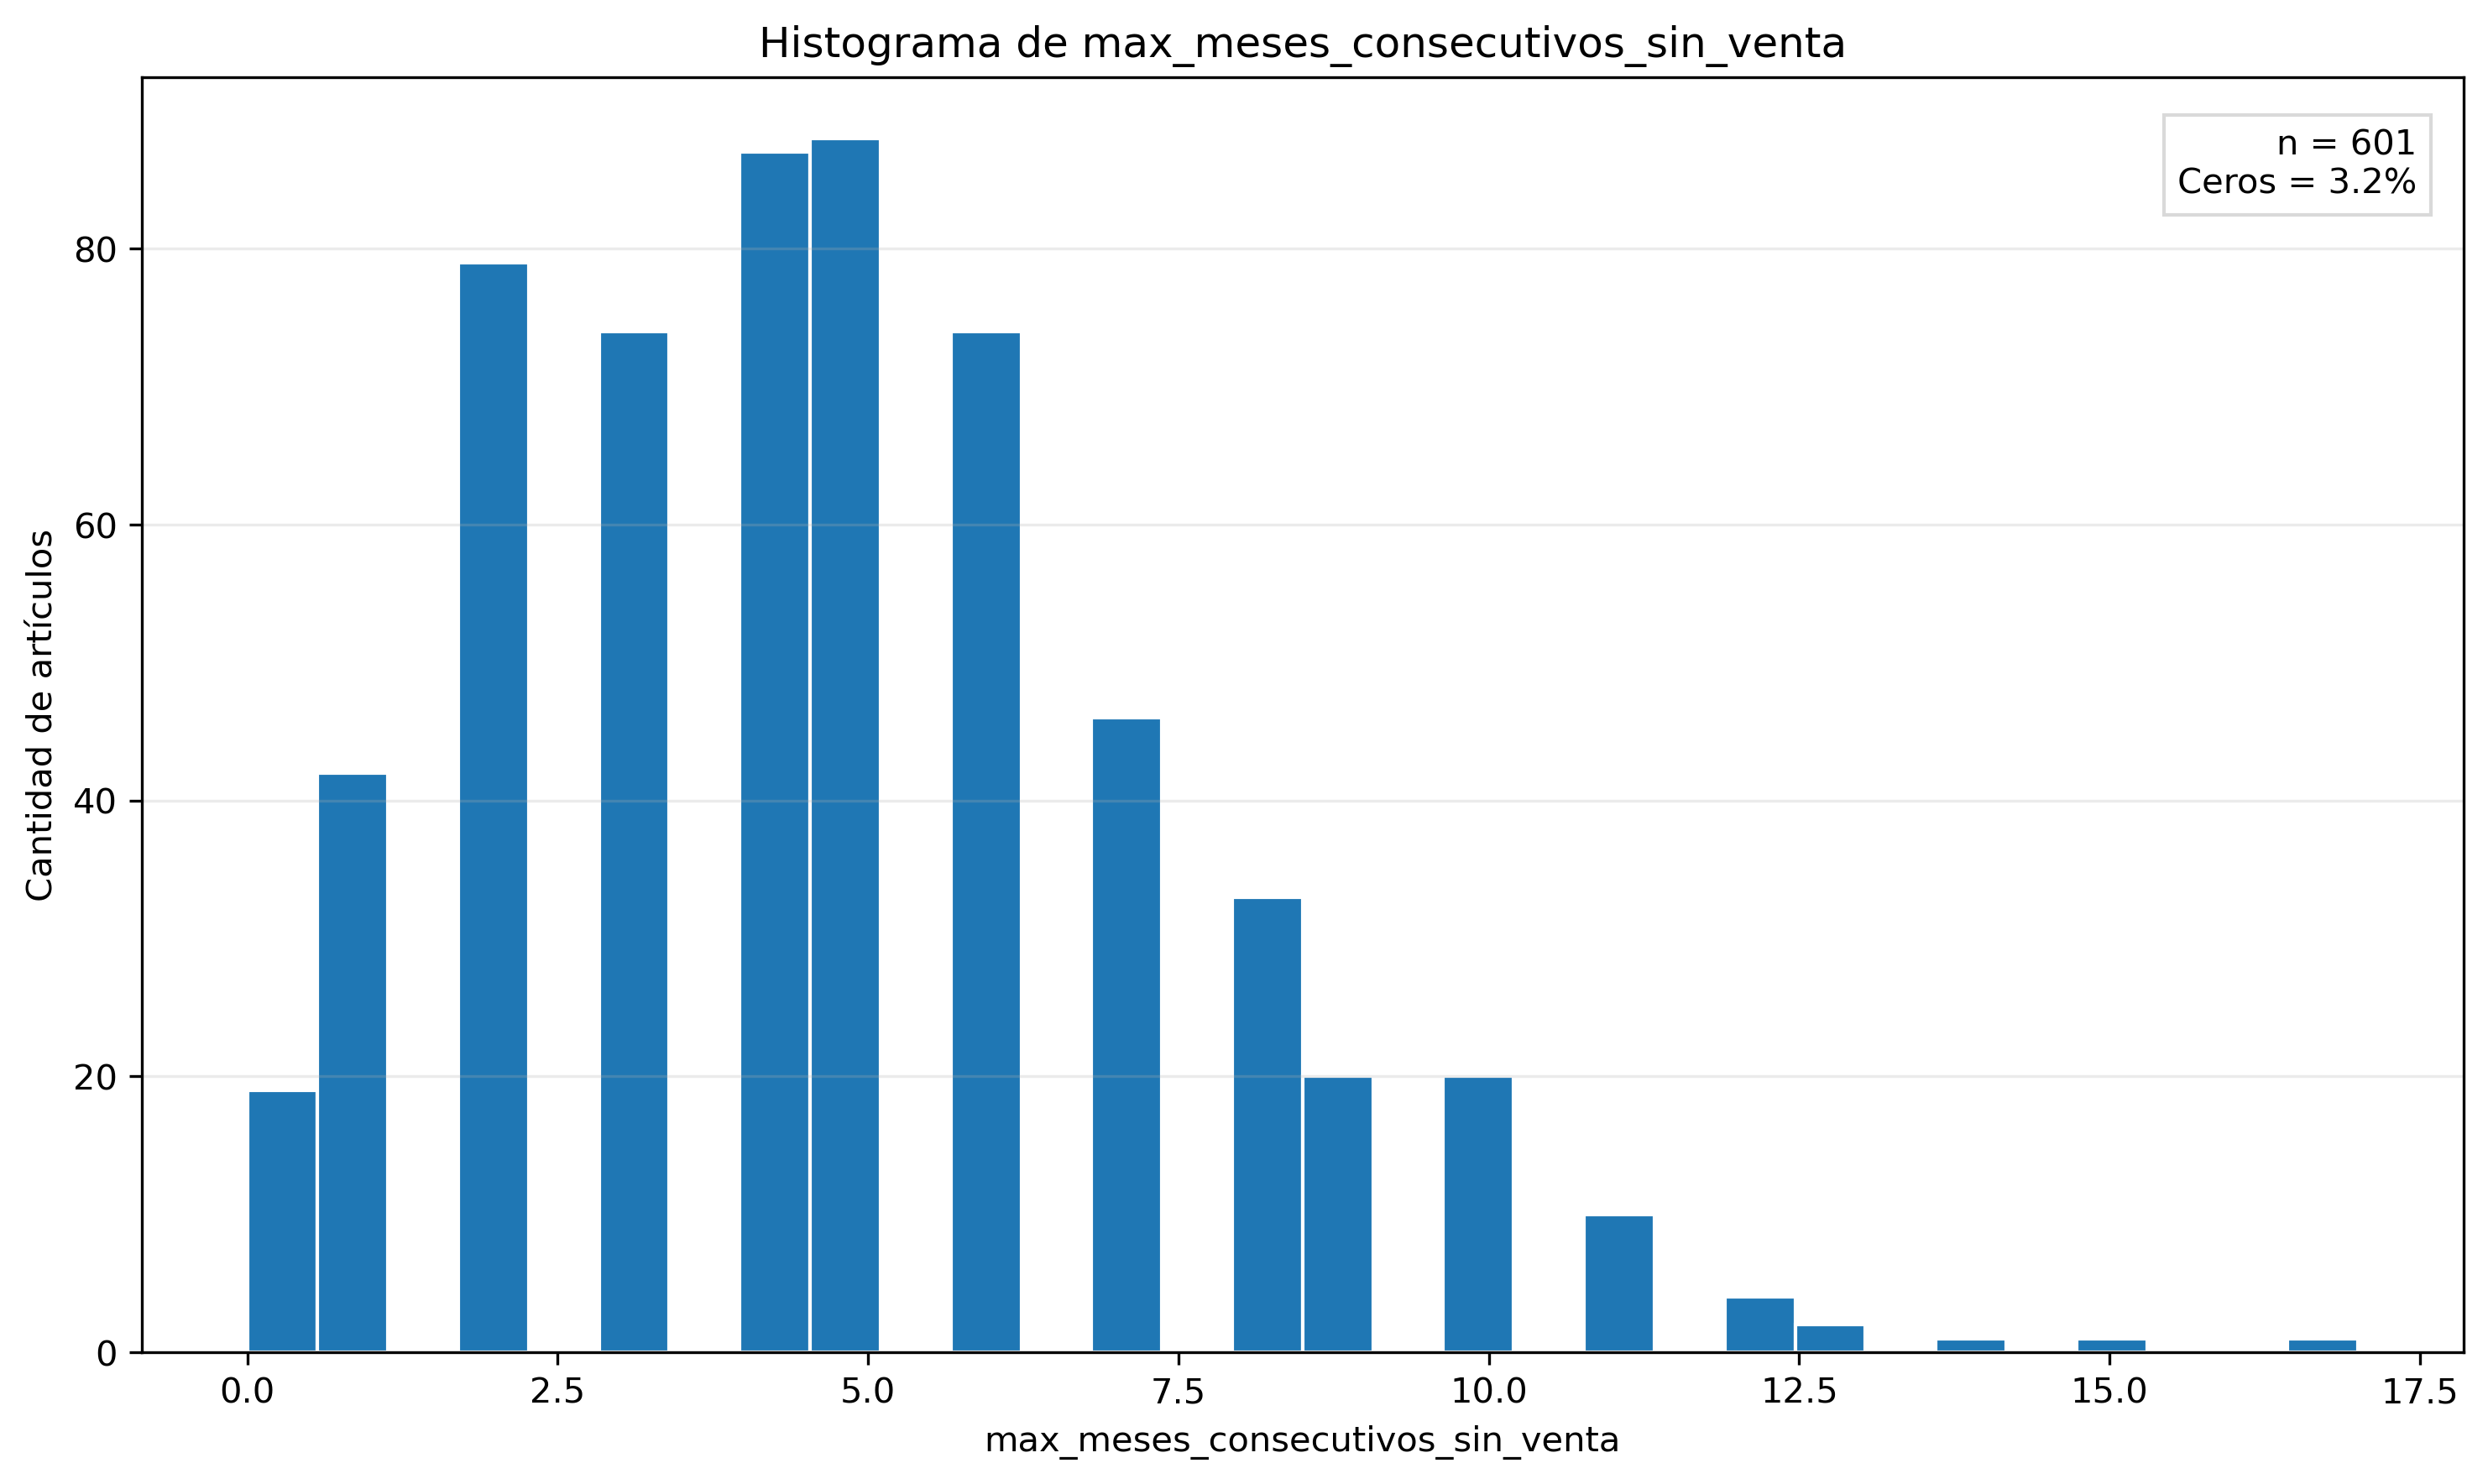 Histograma de max_meses_consecutivos_sin_venta
n = 601
Ceros = 3.2%
Cantidad de artículos
80
60
40
20
0
0.0 2.5 5.0 7.5 10.0 12.5 15.0 17.5
max_meses_consecutivos_sin_venta